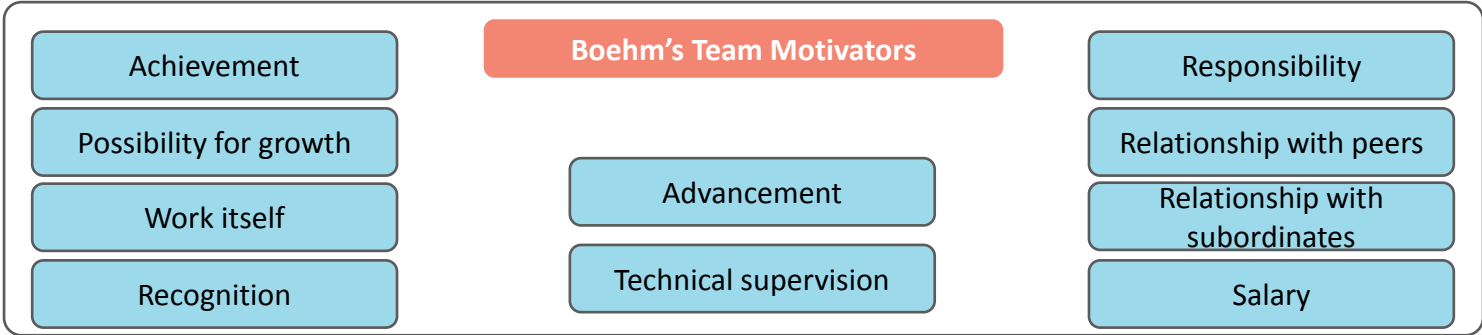 Boehm’s Team Motivators
Achievement
Possibility for growth
Work itself
Recognition
Advancement
Technical supervision
Responsibility
Relationship with peers
Relationship with
subordinates
Salary